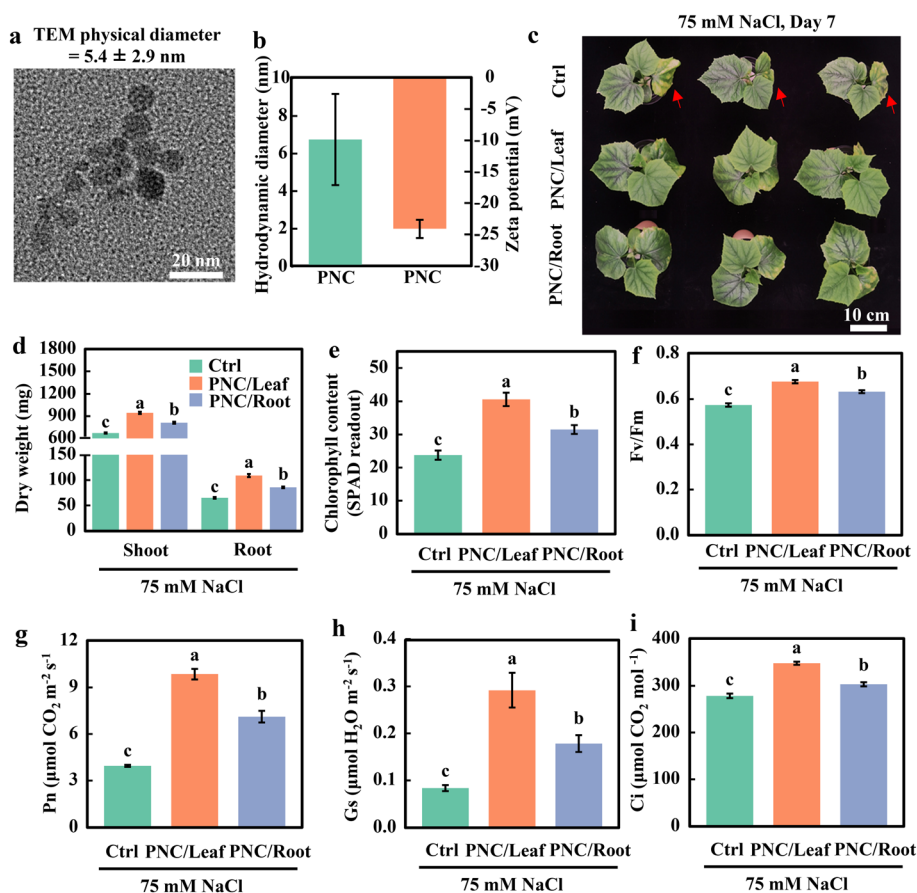 a
TEM physical diameter
= 5.4 ± 2.9 nm
20 nm
b
Hydrodynamic diameter (nm)
10
8
6
4
2
0
0
-5
-10
-15
-20
-25
-30
Zeta potential (mV)
PNC PNC
c
75 mM NaCl, Day 7
Ctrl
PNC/Leaf
PNC/Root
10 cm
d
Dry weight (mg)
1800
1500
1200
900
600
150
100
50
0
Ctrl
PNC/Leaf
PNC/Root
c a b
c a b
Shoot Root
75 mM NaCl
e
Chlorophyll content
(SPAD readout)
50
40
30
20
10
0
c a b
Ctrl PNC/Leaf PNC/Root
75 mM NaCl
f
Fv/Fm
0.8
0.6
0.4
0.2
0.0
c a b
Ctrl PNC/Leaf PNC/Root
75 mM NaCl
g
Pn (µmol CO₂ m⁻² s⁻¹)
12
9
6
3
0
c a b
Ctrl PNC/Leaf PNC/Root
75 mM NaCl
h
Gs (µmol H₂O m⁻² s⁻¹)
0.4
0.3
0.2
0.1
0.0
c a b
Ctrl PNC/Leaf PNC/Root
75 mM NaCl
i
Ci (µmol CO₂ mol⁻¹)
400
300
200
100
0
c a b
Ctrl PNC/Leaf PNC/Root
75 mM NaCl